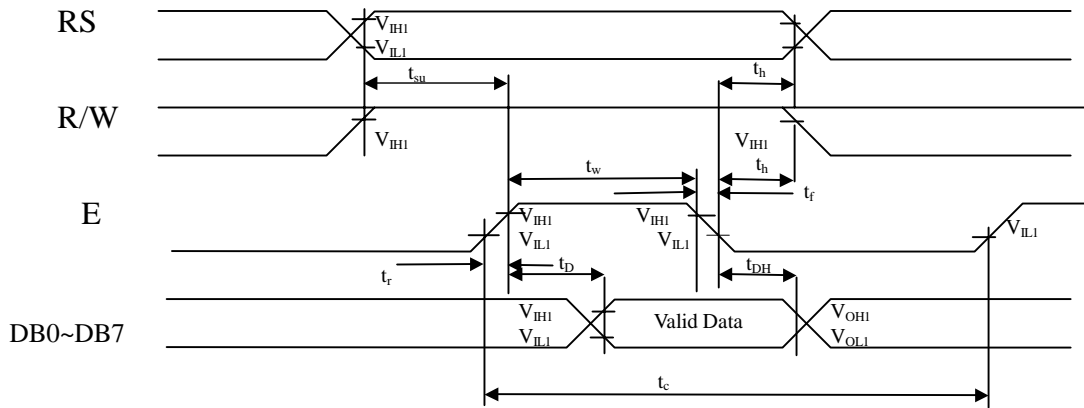 RS
V_IH1
V_IL1
t_su
t_h
R/W
V_IH1
V_IH1
t_w
t_h
t_f
E
V_IH1
V_IH1
V_IL1
V_IL1
V_IL1
t_r
t_D
t_DH
DB0~DB7
V_IH1
Valid Data
V_OH1
V_IL1
V_OL1
t_c